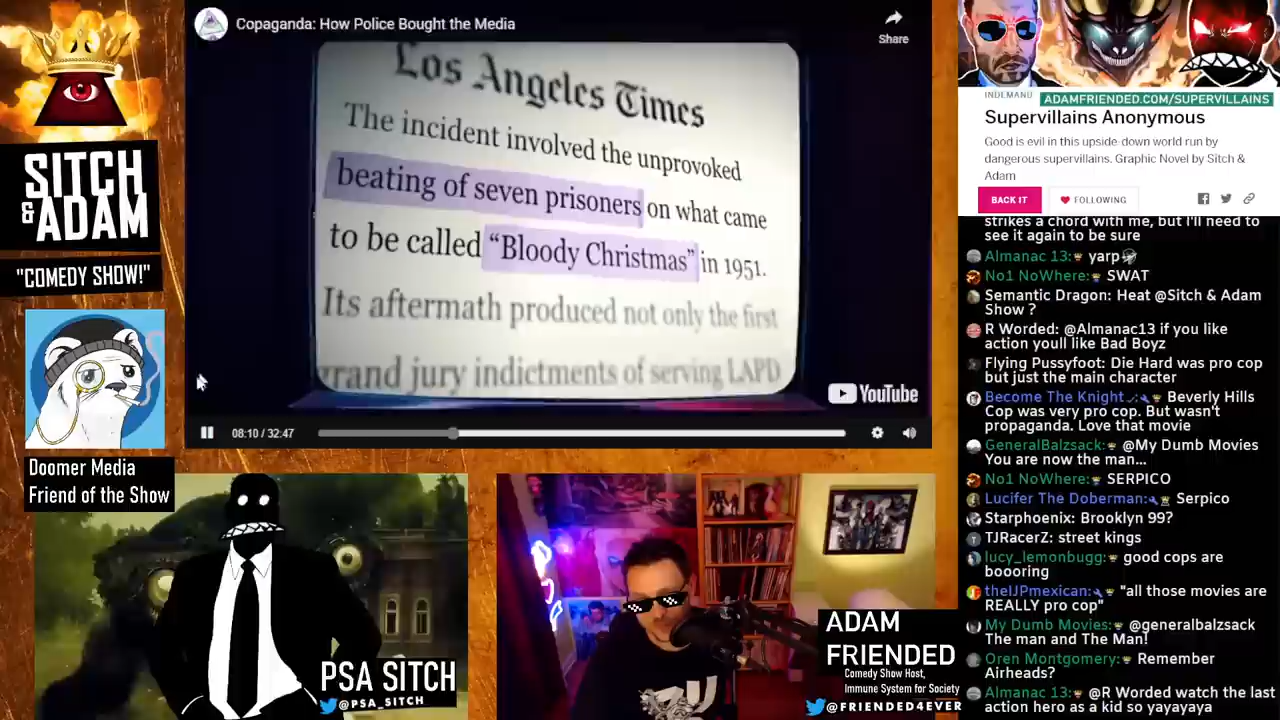 Copaganda: How Police Bought the Media
Share
Los Angeles Times
The incident involved the unprovoked
beating of seven prisoners on what came
to be called “Bloody Christmas” in 1951.
Its aftermath produced not only the first
grand jury indictments of serving LAPD
YouTube
08:10 / 32:47
SITCH
& ADAM
"COMEDY SHOW!"
Doomer Media
Friend of the Show
PSA SITCH
@PSA_SITCH
ADAM
FRIENDED
Comedy Show Host,
Immune System for Society
@FRIENDED4EVER
INDEMAND
ADAMFRIENDED.COM/SUPERVILLAINS
Supervillains Anonymous
Good is evil in this upside-down world run by
dangerous supervillains. Graphic Novel by Sitch &
Adam
BACK IT
FOLLOWING
strikes a chord with me, but I'll need to
see it again to be sure
Almanac 13: yarp
No1 NoWhere: SWAT
Semantic Dragon: Heat @Sitch & Adam
Show ?
R Worded: @Almanac13 if you like
action youll like Bad Boyz
Flying Pussyfoot: Die Hard was pro cop
but just the main character
Become The Knight: Beverly Hills
Cop was very pro cop. But wasn't
propaganda. Love that movie
GeneralBalzsack: @My Dumb Movies
You are now the man...
No1 NoWhere: SERPICO
Lucifer The Doberman: Serpico
Starphoenix: Brooklyn 99?
TJRacerZ: street kings
lucy_lemonbugg: good cops are
boooring
theIJPmexican: "all those movies are
REALLY pro cop"
My Dumb Movies: @generalbalzsack
The man and The Man!
Oren Montgomery: Remember
Airheads?
Almanac 13: @R Worded watch the last
action hero as a kid so yayayaya